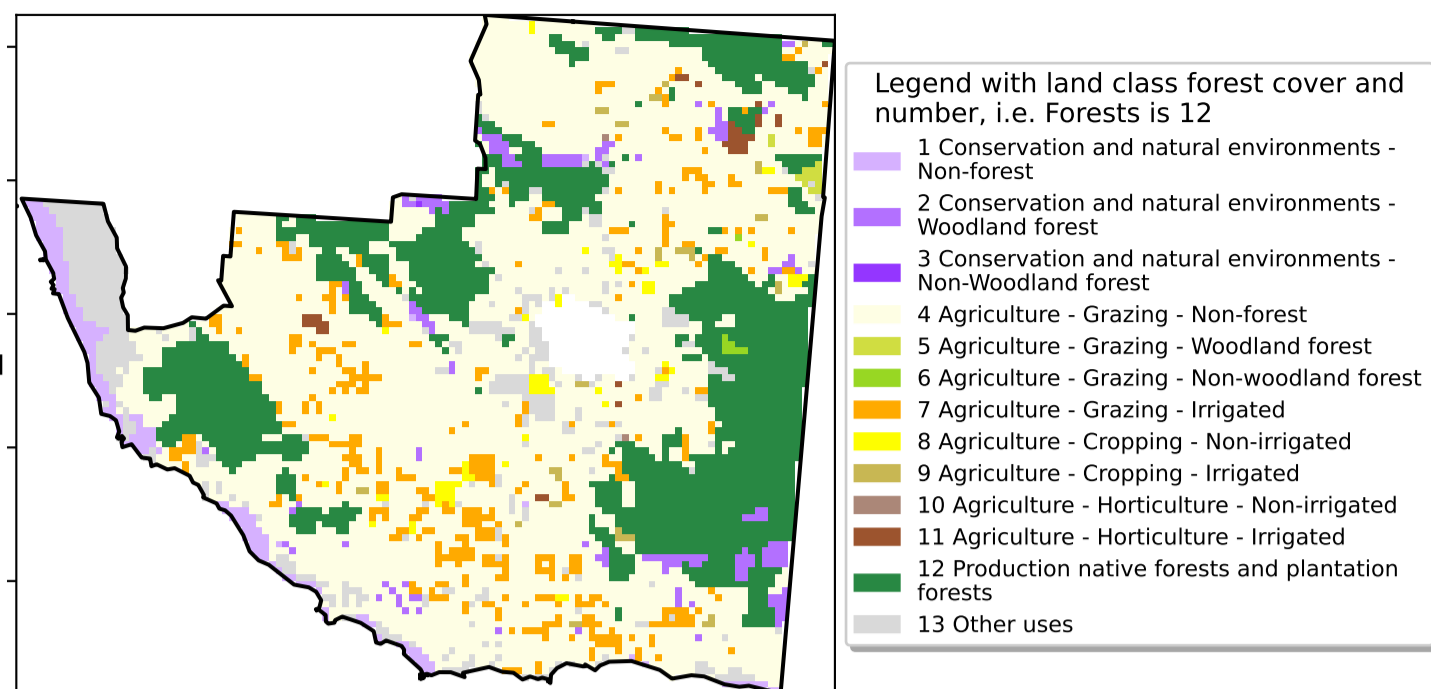 Legend with land class forest cover and
number, i.e. Forests is 12
1 Conservation and natural environments -
Non-forest
2 Conservation and natural environments -
Woodland forest
3 Conservation and natural environments -
Non-Woodland forest
4 Agriculture - Grazing - Non-forest
5 Agriculture - Grazing - Woodland forest
6 Agriculture - Grazing - Non-woodland forest
7 Agriculture - Grazing - Irrigated
8 Agriculture - Cropping - Non-irrigated
9 Agriculture - Cropping - Irrigated
10 Agriculture - Horticulture - Non-irrigated
11 Agriculture - Horticulture - Irrigated
12 Production native forests and plantation
forests
13 Other uses